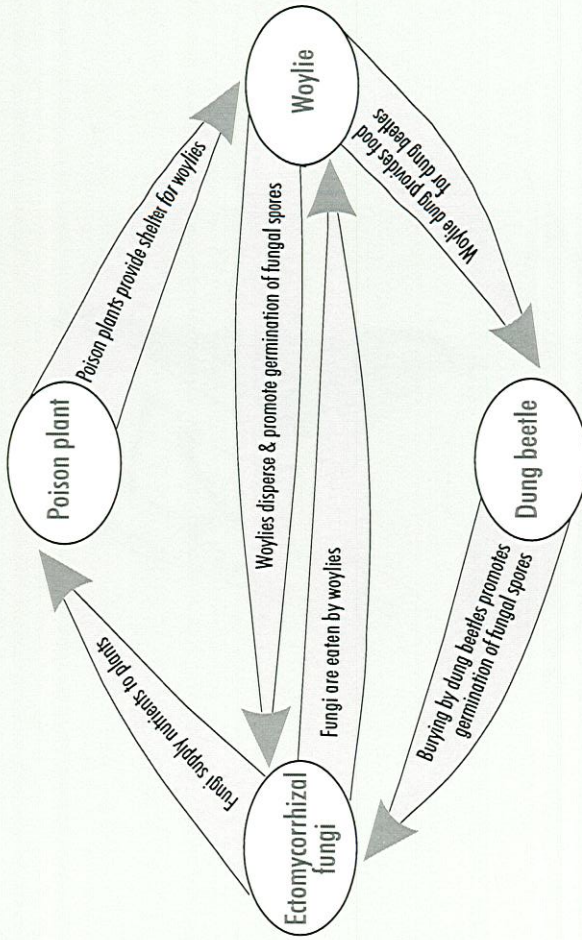 Poison plant
Poison plants provide shelter for woylies
Fungi supply nutrients to plants
Woylies disperse & promote germination of fungal spores
Woylie
Ectomycorrhizal
fungi
Fungi are eaten by woylies
Woylie dung provides food
for dung beetles
Burying by dung beetles promotes
germination of fungal spores
Dung beetle